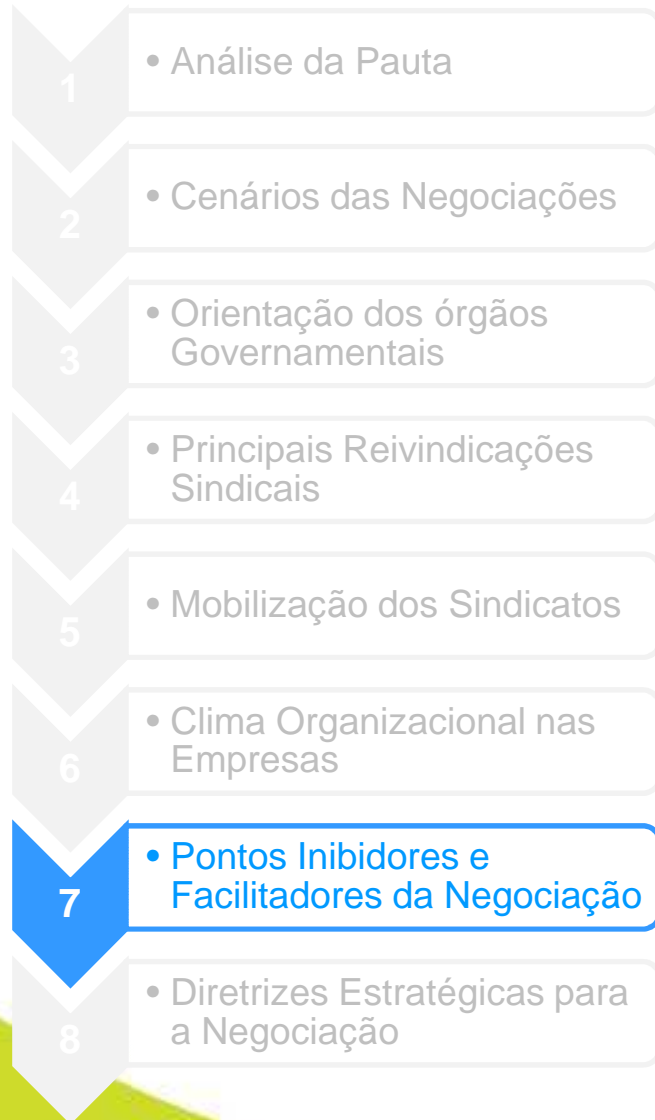 1
• Análise da Pauta
2
• Cenários das Negociações
3
• Orientação dos órgãos
Governamentais
4
• Principais Reivindicações
Sindicais
5
• Mobilização dos Sindicatos
6
• Clima Organizacional nas
Empresas
7
• Pontos Inibidores e
Facilitadores da Negociação
8
• Diretrizes Estratégicas para
a Negociação